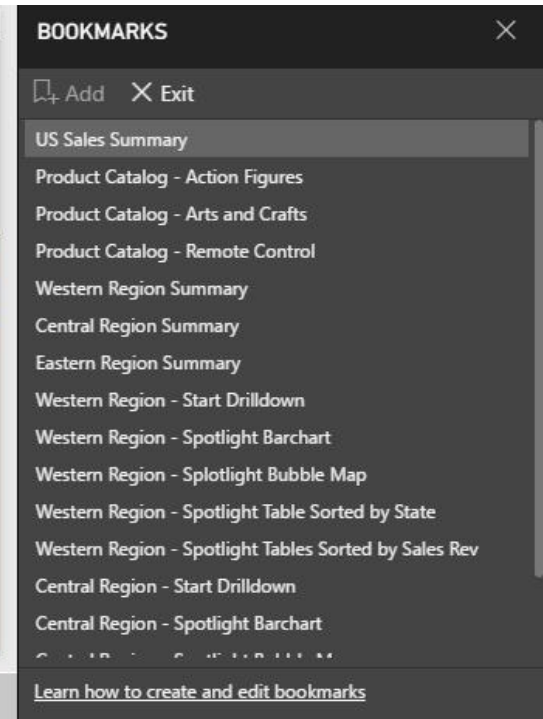 BOOKMARKS
Add Exit
US Sales Summary
Product Catalog - Action Figures
Product Catalog - Arts and Crafts
Product Catalog - Remote Control
Western Region Summary
Central Region Summary
Eastern Region Summary
Western Region - Start Drilldown
Western Region - Spotlight Barchart
Western Region - Splotlight Bubble Map
Western Region - Spotlight Table Sorted by State
Western Region - Spotlight Tables Sorted by Sales Rev
Central Region - Start Drilldown
Central Region - Spotlight Barchart
Learn how to create and edit bookmarks